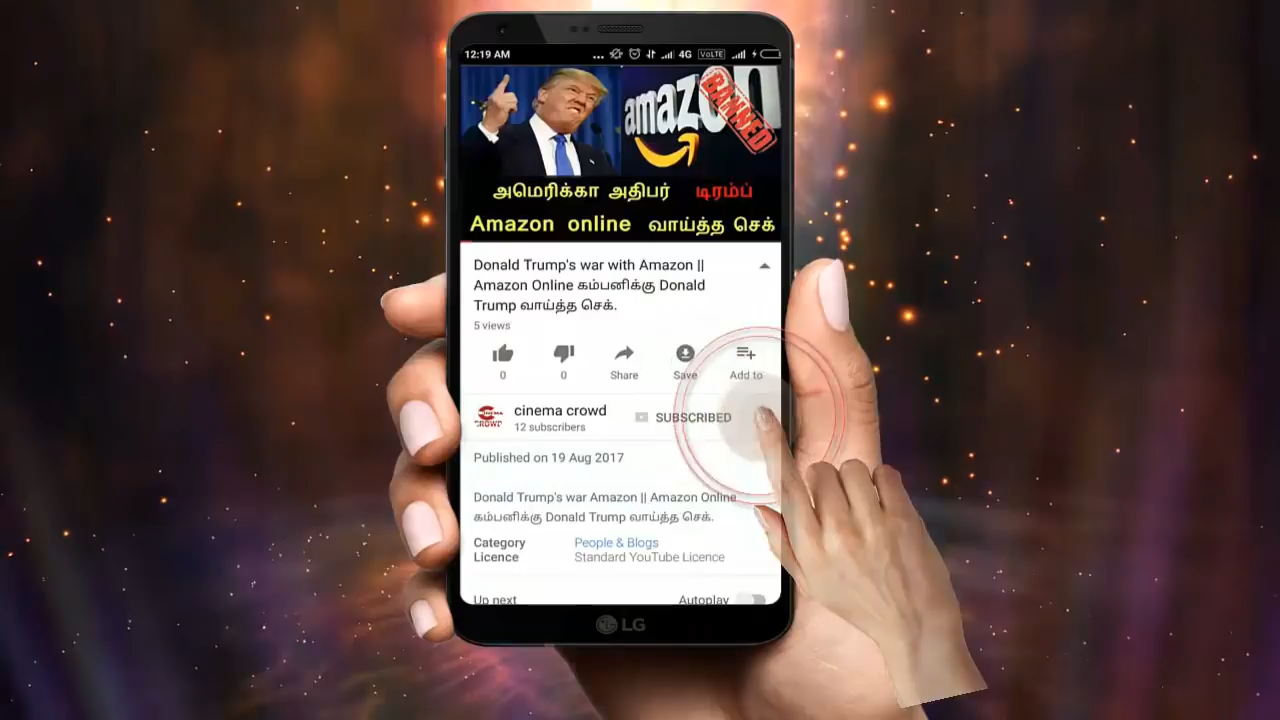 12:19 AM
4G VoLTE
amazon
BANNED
அமெரிக்கா அதிபர் டிரம்ப்
Amazon online வாய்த்த செக்
Donald Trump's war with Amazon ||
Amazon Online கம்பனிக்கு Donald
Trump வாய்த்த செக்.
5 views
0 0 Share Save Add to
CINEMA
CROWD
cinema crowd
SUBSCRIBED
12 subscribers
Published on 19 Aug 2017
Donald Trump's war Amazon || Amazon Online
கம்பனிக்கு Donald Trump வாய்த்த செக்.
Category People & Blogs
Licence Standard YouTube Licence
Up next Autoplay
LG